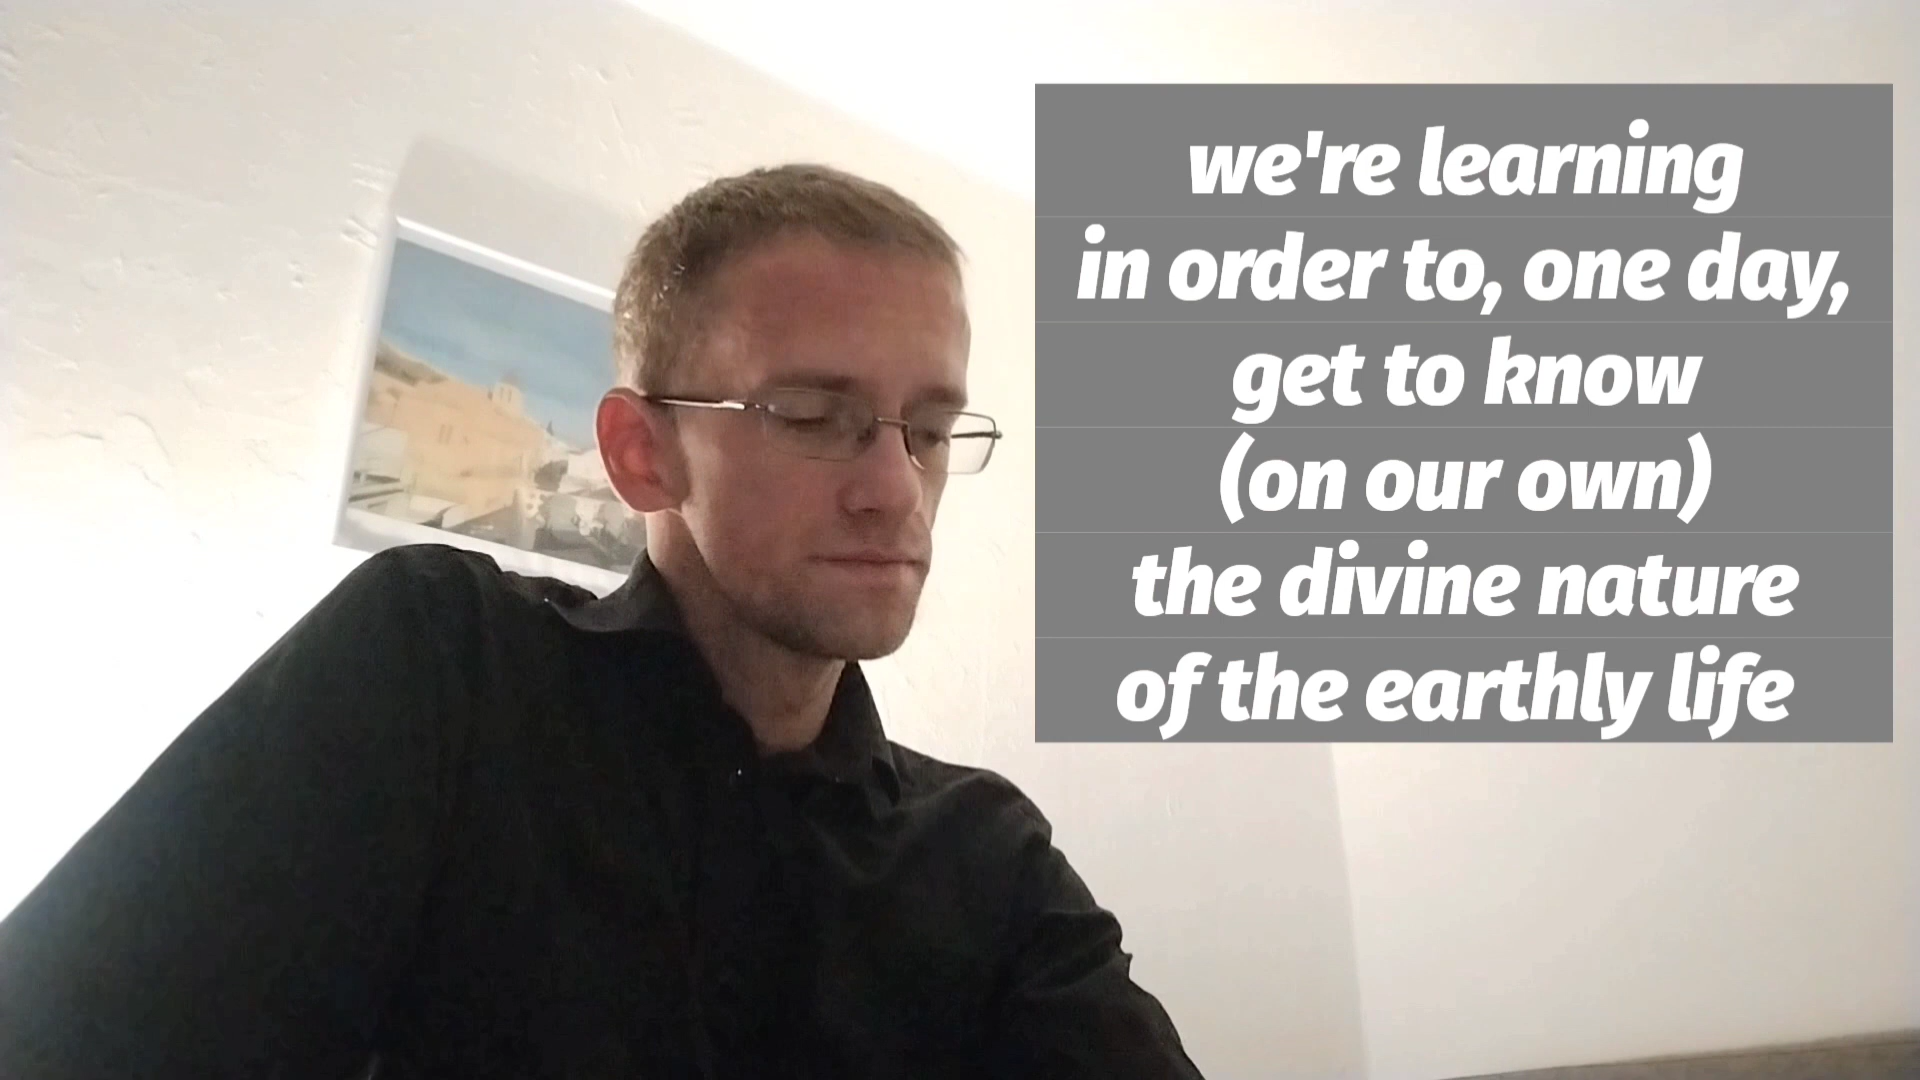 we're learning
in order to, one day,
get to know
(on our own)
the divine nature
of the earthly life